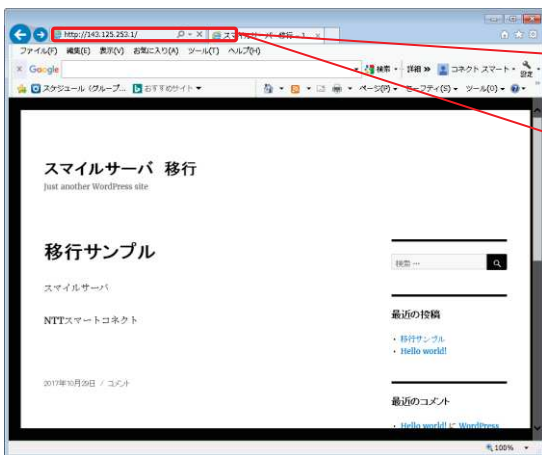 http://143.125.253.1/
スマイルサーバ 移行 - J...
ファイル(F) 編集(E) 表示(V) お気に入り(A) ツール(T) ヘルプ(H)
Google
検索 詳細 » コネクト スマート 設定
スケジュール (グループ... おすすめサイト ページ(P) セーフティ(S) ツール(O)
スマイルサーバ 移行
Just another WordPress site
移行サンプル
検索 …
スマイルサーバ
NTTスマートコネクト
最近の投稿
移行サンプル
Hello world!
2017年10月29日 / コメント
最近のコメント
Hello world! に WordPress
100%